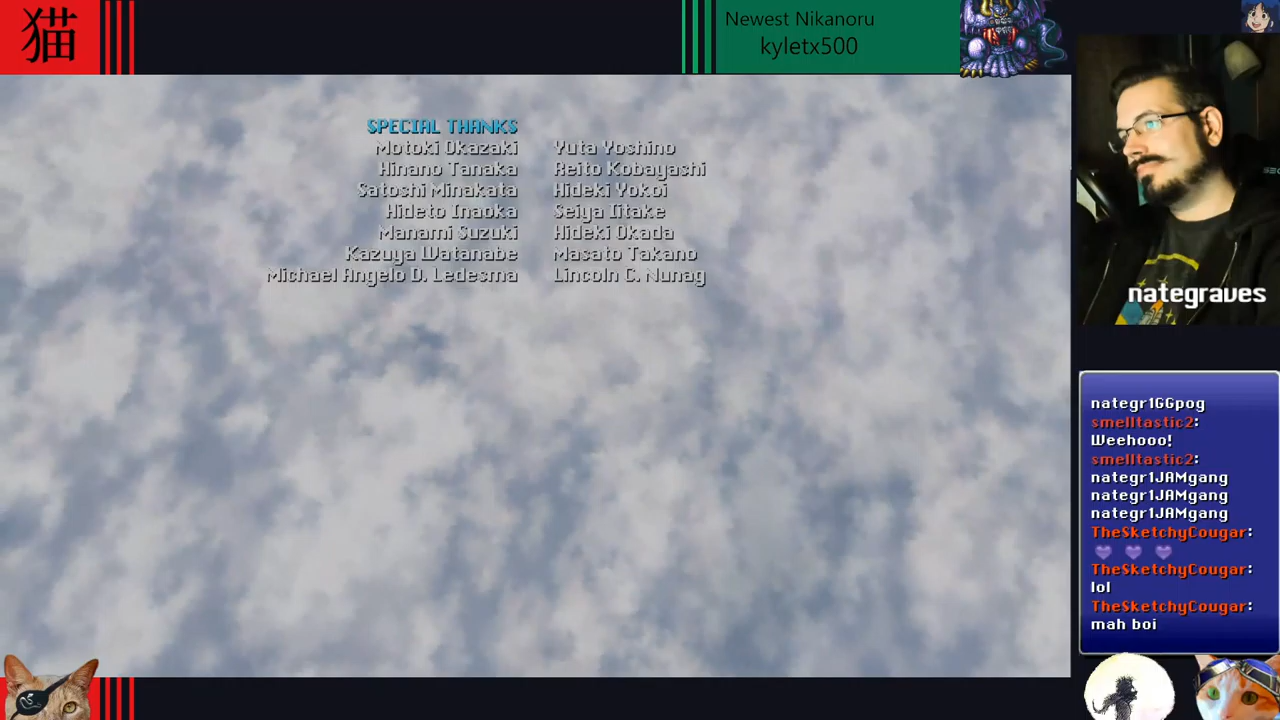 猫
Newest Nikanoru
kyletx500
SPECIAL THANKS
Motoki Okazaki Yuta Yoshino
Hinano Tanaka Reito Kobayashi
Satoshi Minakata Hideki Yokoi
Hideto Inaoka Seiya Iitake
Manami Suzuki Hideki Okada
Kazuya Watanabe Masato Takano
Michael Angelo D. Ledesma Lincoln C. Nunag
nategraves
nategr1GGpog
smelltastic2:
Weehooo!
smelltastic2:
nategr1JAMgang
nategr1JAMgang
nategr1JAMgang
TheSketchyCougar:
TheSketchyCougar:
lol
TheSketchyCougar:
mah boi